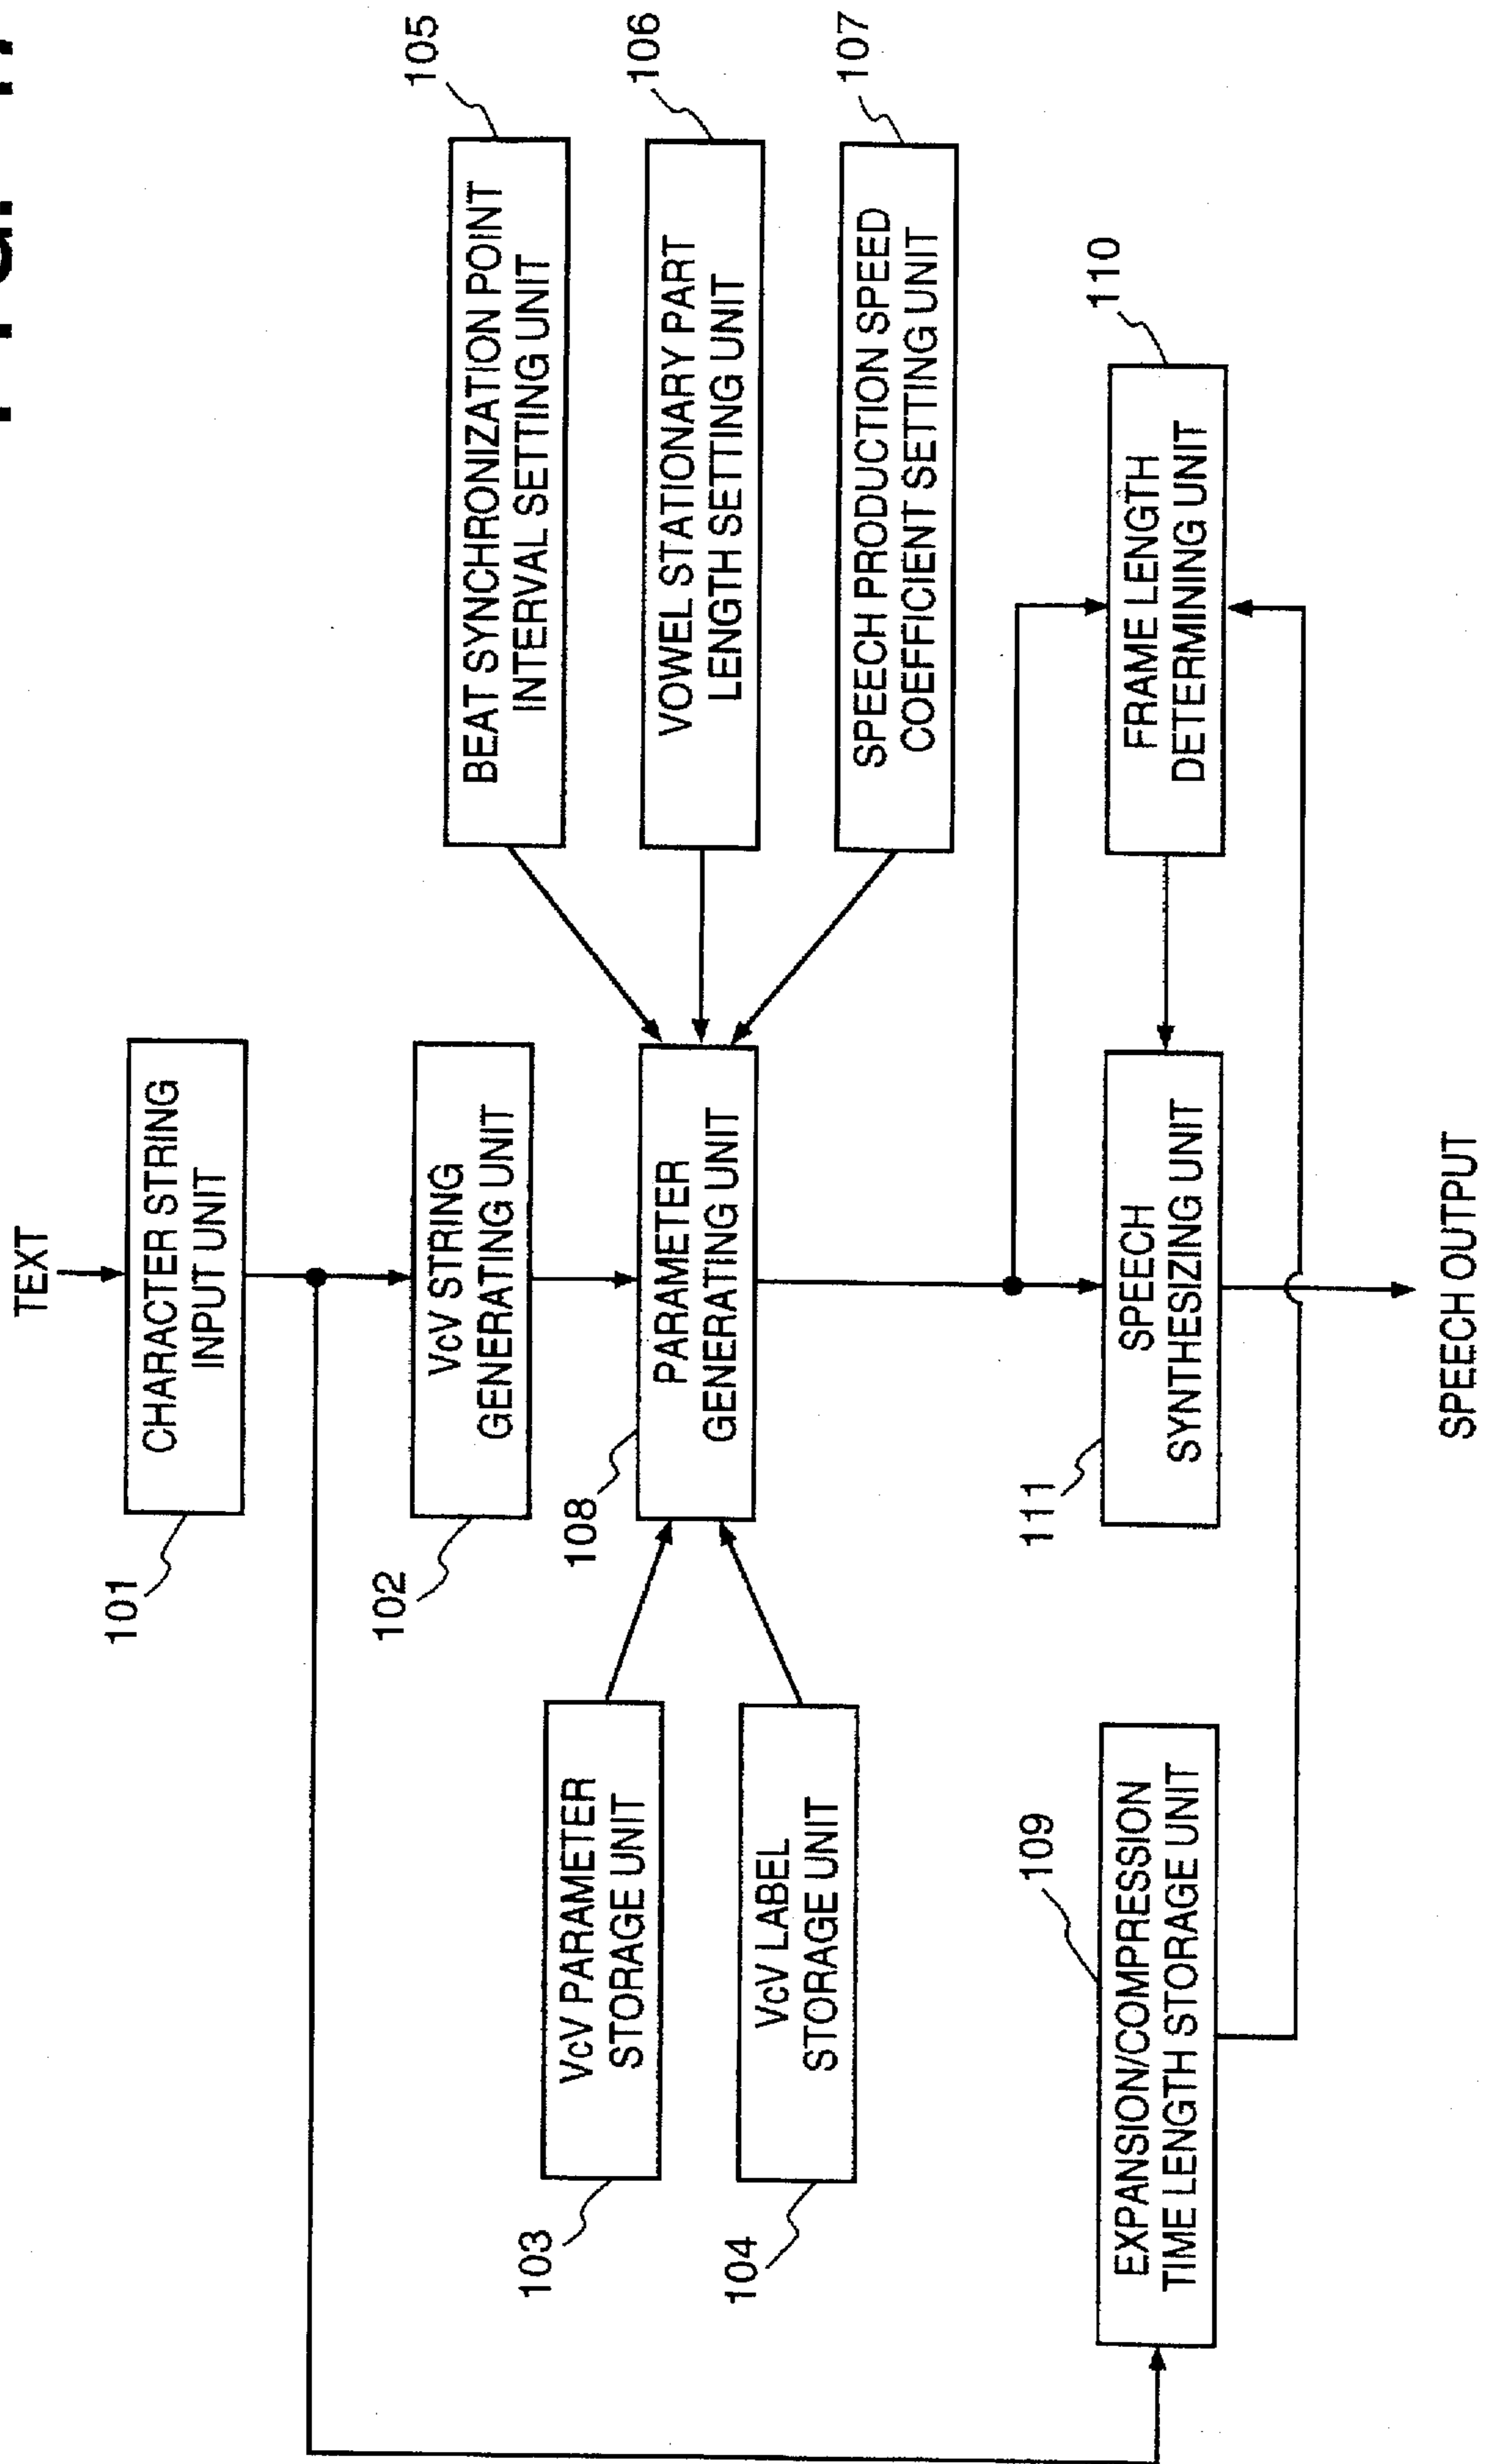 TEXT
CHARACTER STRING
INPUT UNIT
101
VcV STRING
GENERATING UNIT
102
VcV PARAMETER
STORAGE UNIT
103
VcV LABEL
STORAGE UNIT
104
PARAMETER
GENERATING UNIT
108
BEAT SYNCHRONIZATION POINT
INTERVAL SETTING UNIT
105
VOWEL STATIONARY PART
LENGTH SETTING UNIT
106
SPEECH PRODUCTION SPEED
COEFFICIENT SETTING UNIT
107
EXPANSION/COMPRESSION
TIME LENGTH STORAGE UNIT
109
SPEECH
SYNTHESIZING UNIT
111
FRAME LENGTH
DETERMINING UNIT
110
SPEECH OUTPUT